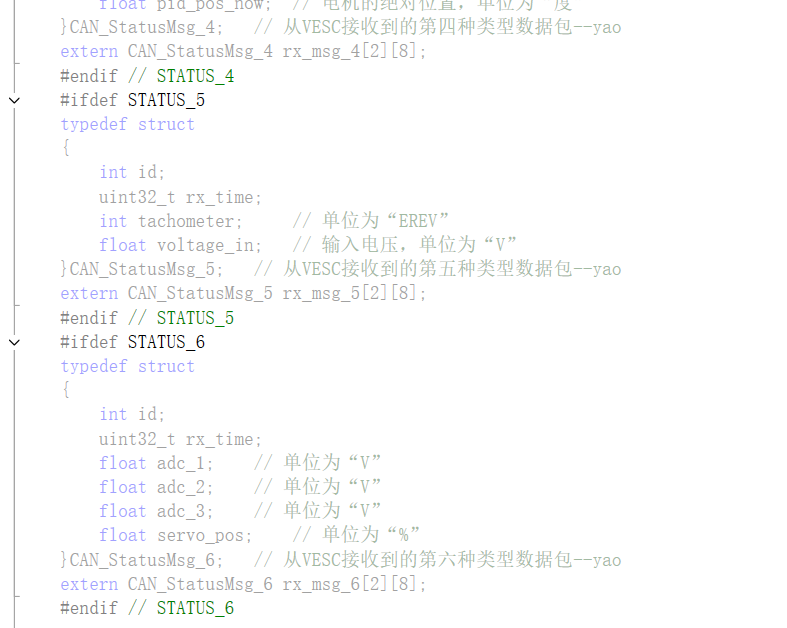 float pid_pos_now;  // 电机的绝对位置，单位为“度”
}CAN_StatusMsg_4;   // 从VESC接收到的第四种类型数据包--yao
extern CAN_StatusMsg_4 rx_msg_4[2][8];
#endif // STATUS_4
#ifdef STATUS_5
typedef struct
{
    int id;
    uint32_t rx_time;
    int tachometer;     // 单位为“EREV”
    float voltage_in;   // 输入电压，单位为“V”
}CAN_StatusMsg_5;   // 从VESC接收到的第五种类型数据包--yao
extern CAN_StatusMsg_5 rx_msg_5[2][8];
#endif // STATUS_5
#ifdef STATUS_6
typedef struct
{
    int id;
    uint32_t rx_time;
    float adc_1;    // 单位为“V”
    float adc_2;    // 单位为“V”
    float adc_3;    // 单位为“V”
    float servo_pos;    // 单位为“%”
}CAN_StatusMsg_6;   // 从VESC接收到的第六种类型数据包--yao
extern CAN_StatusMsg_6 rx_msg_6[2][8];
#endif // STATUS_6